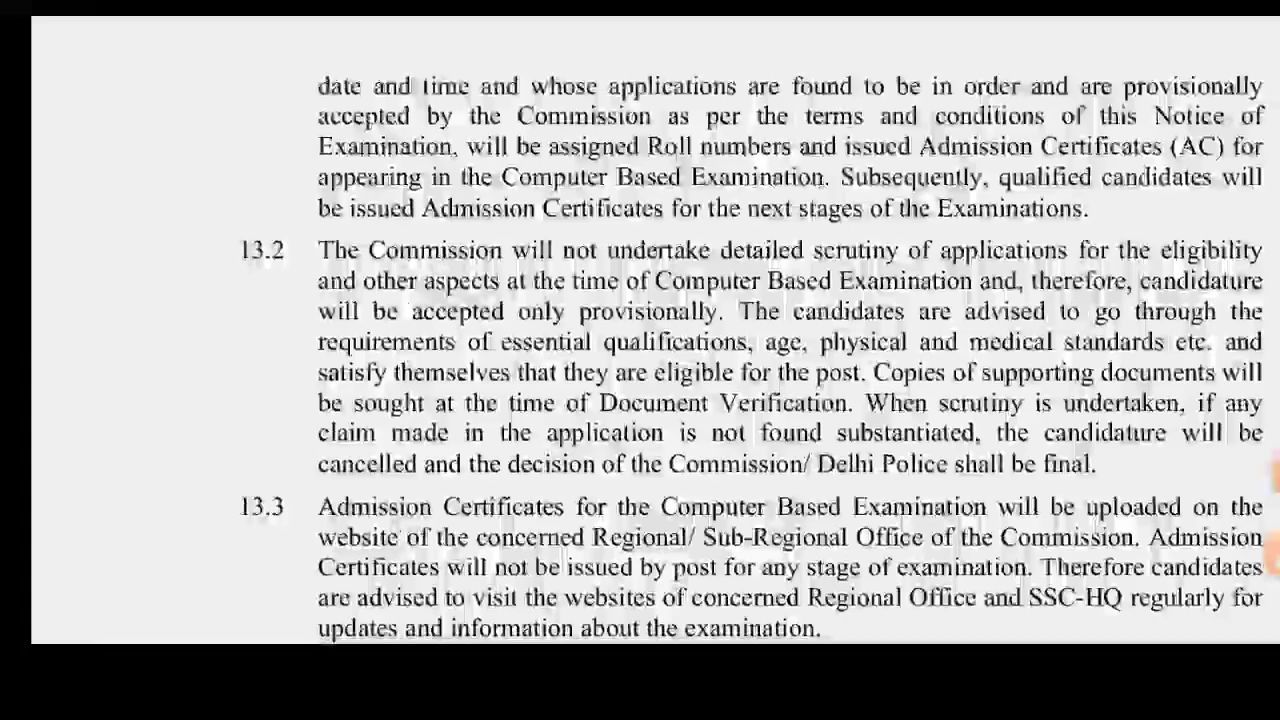 date and time and whose applications are found to be in order and are provisionally
accepted by the Commission as per the terms and conditions of this Notice of
Examination, will be assigned Roll numbers and issued Admission Certificates (AC) for
appearing in the Computer Based Examination. Subsequently, qualified candidates will
be issued Admission Certificates for the next stages of the Examinations.
13.2 The Commission will not undertake detailed scrutiny of applications for the eligibility
and other aspects at the time of Computer Based Examination and, therefore, candidature
will be accepted only provisionally. The candidates are advised to go through the
requirements of essential qualifications, age, physical and medical standards etc. and
satisfy themselves that they are eligible for the post. Copies of supporting documents will
be sought at the time of Document Verification. When scrutiny is undertaken, if any
claim made in the application is not found substantiated, the candidature will be
cancelled and the decision of the Commission/ Delhi Police shall be final.
13.3 Admission Certificates for the Computer Based Examination will be uploaded on the
website of the concerned Regional/ Sub-Regional Office of the Commission. Admission
Certificates will not be issued by post for any stage of examination. Therefore candidates
are advised to visit the websites of concerned Regional Office and SSC-HQ regularly for
updates and information about the examination.